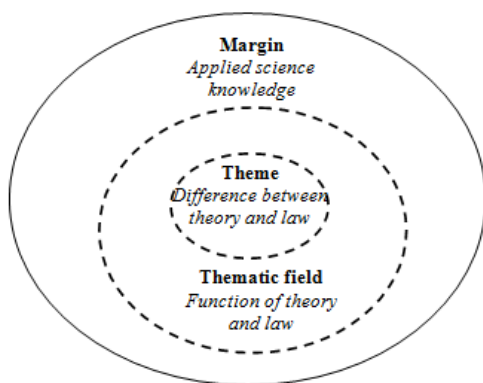 Margin
Applied science
knowledge
Theme
Difference between
theory and law
Thematic field
Function of theory
and law